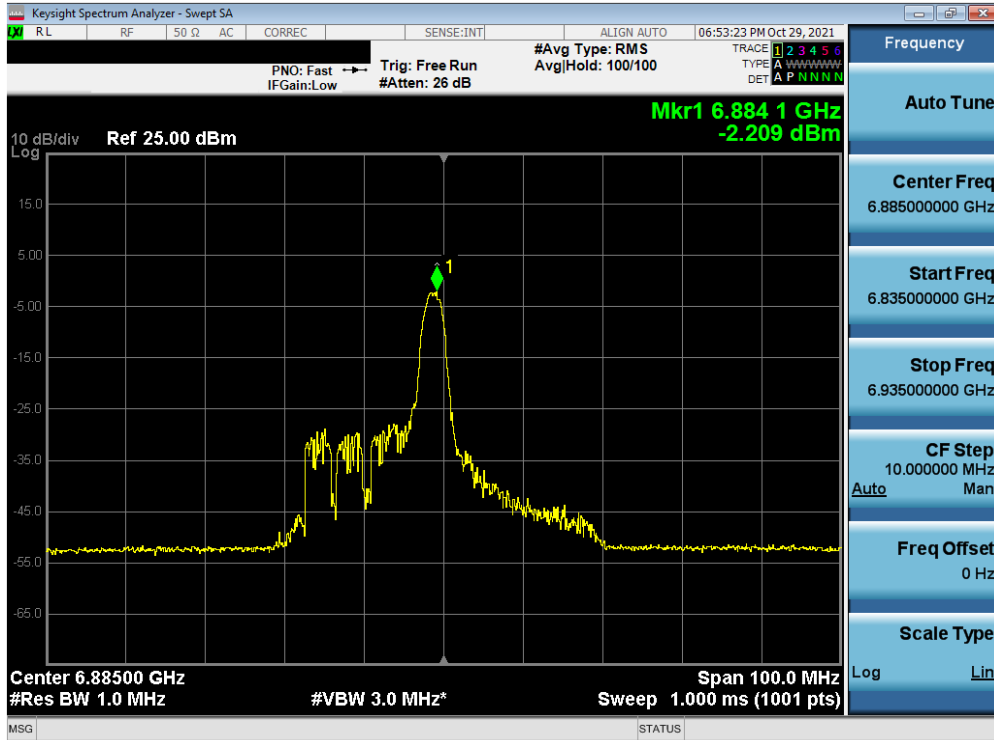 Keysight Spectrum Analyzer - Swept SA
LXI RL RF 50 Ω AC CORREC SENSE:INT ALIGN AUTO 06:53:23 PM Oct 29, 2021
PNO: Fast
IFGain:Low
Trig: Free Run
#Atten: 26 dB
#Avg Type: RMS
Avg|Hold: 100/100
TRACE 1 2 3 4 5 6
TYPE A WWWWW
DET A P N N N N
Mkr1 6.884 1 GHz
-2.209 dBm
10 dB/div Ref 25.00 dBm
Log
15.0
5.00
1
-5.00
-15.0
-25.0
-35.0
-45.0
-55.0
-65.0
Center 6.88500 GHz Span 100.0 MHz
#Res BW 1.0 MHz #VBW 3.0 MHz* Sweep 1.000 ms (1001 pts)
MSG STATUS
Frequency
Auto Tune
Center Freq
6.885000000 GHz
Start Freq
6.835000000 GHz
Stop Freq
6.935000000 GHz
CF Step
10.000000 MHz
Auto Man
Freq Offset
0 Hz
Scale Type
Log Lin